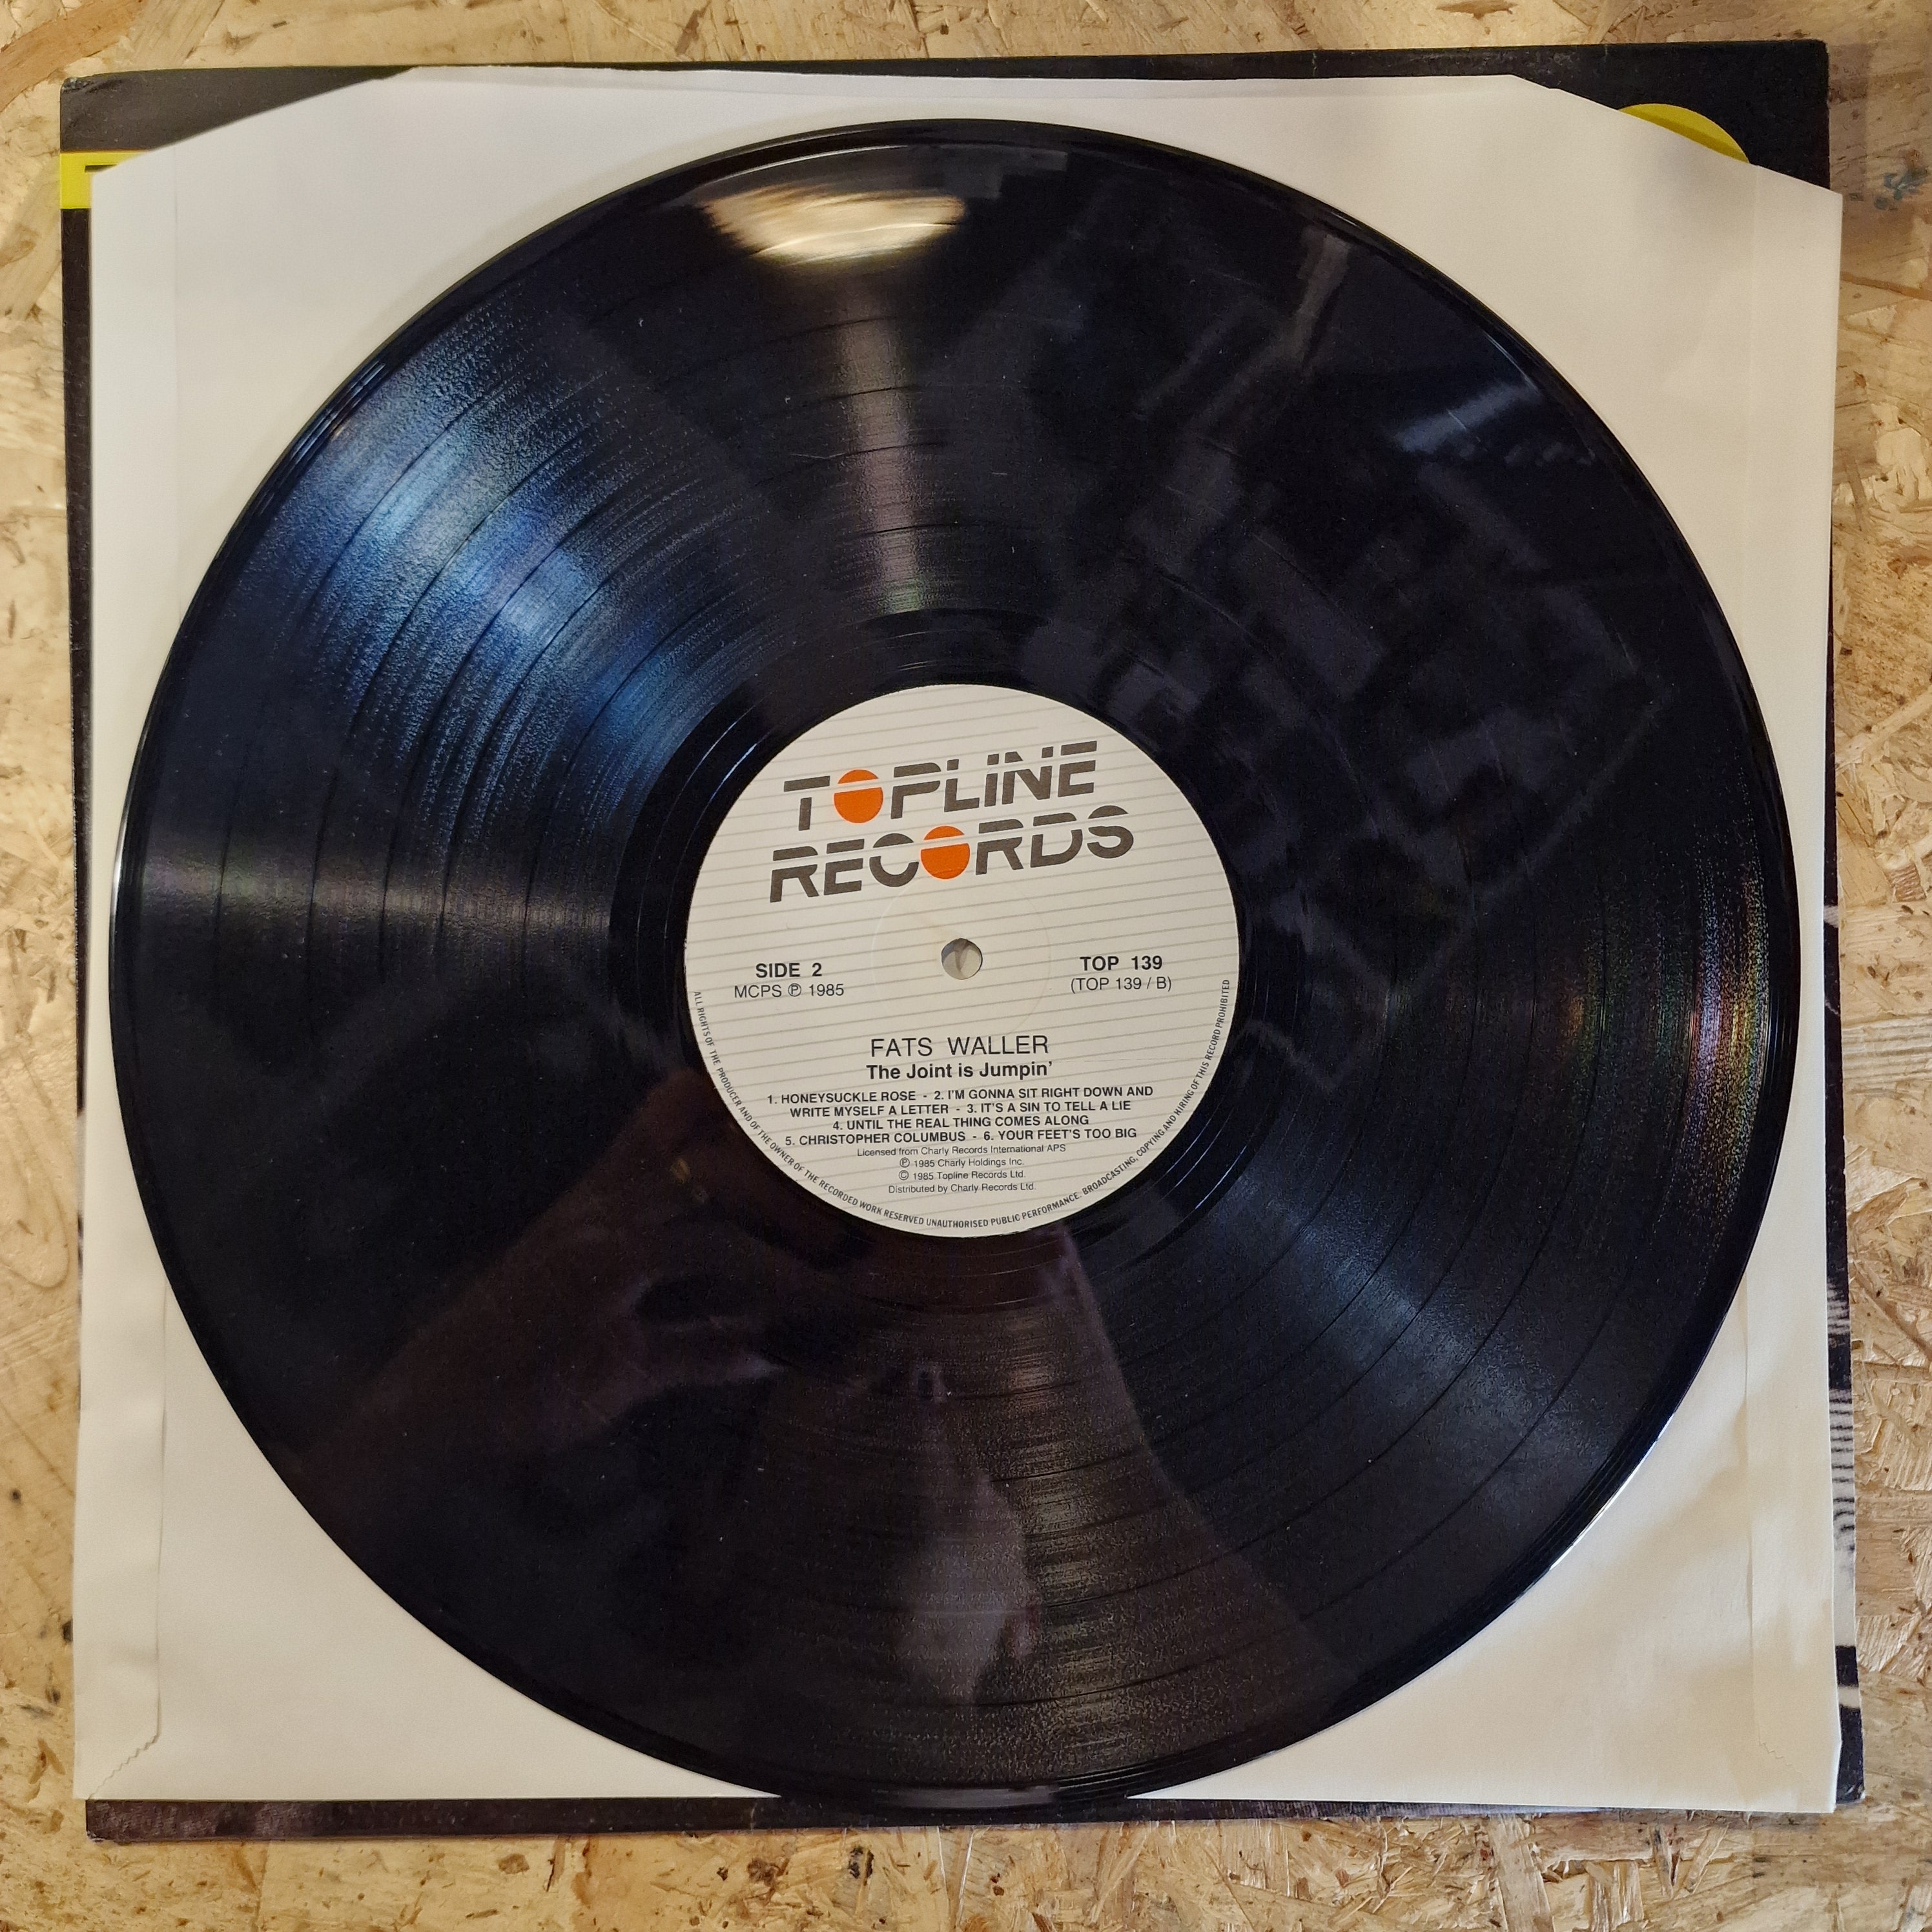 TOPLINE
RECORDS
SIDE 2
MCPS ℗ 1985
TOP 139
(TOP 139 / B)
FATS WALLER
The Joint is Jumpin'
1. HONEYSUCKLE ROSE - 2. I'M GONNA SIT RIGHT DOWN AND
WRITE MYSELF A LETTER - 3. IT'S A SIN TO TELL A LIE
4. UNTIL THE REAL THING COMES ALONG
5. CHRISTOPHER COLUMBUS - 6. YOUR FEET'S TOO BIG
Licensed from Charly Records International APS
℗ 1985 Charly Holdings Inc.
© 1985 Topline Records Ltd.
Distributed by Charly Records Ltd.
ALL RIGHTS OF THE PRODUCER AND OF THE OWNER OF THE RECORDED WORK RESERVED UNAUTHORISED PUBLIC PERFORMANCE, BROADCASTING, COPYING AND HIRING OF THIS RECORD PROHIBITED